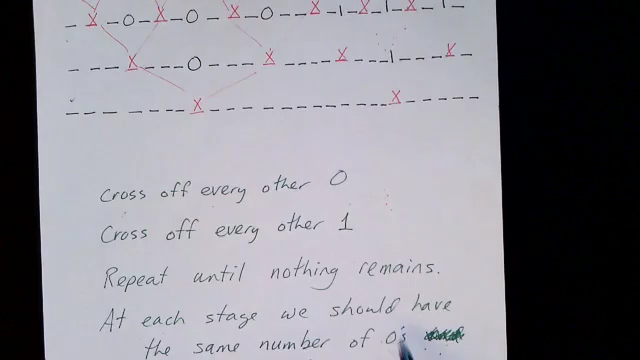 _ X _ 0 _ X _ 0 _ X _ 0 _ _ X _ 1 _ X _ 1 _ X _ 1 _
_ _ _ X _ _ _ 0 _ _ _ X _ _ _ X _ _ _ 1 _ _ _ X _
_ _ _ _ _ _ _ X _ _ _ _ _ _ _ _ _ _ _ X _ _ _ _ _
Cross off every other 0
Cross off every other 1
Repeat until nothing remains.
At each stage we should have
the same number of 0s